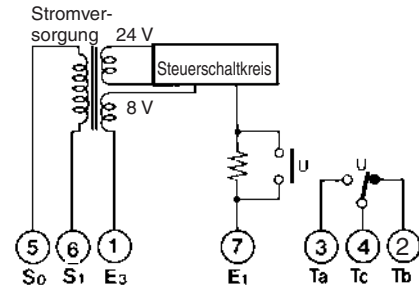 Stromver-
sorgung
24 V
Steuerschaltkreis
8 V
U
U
5 6 1 7 3 4 2
S0 S1 E3 E1 Ta Tc Tb